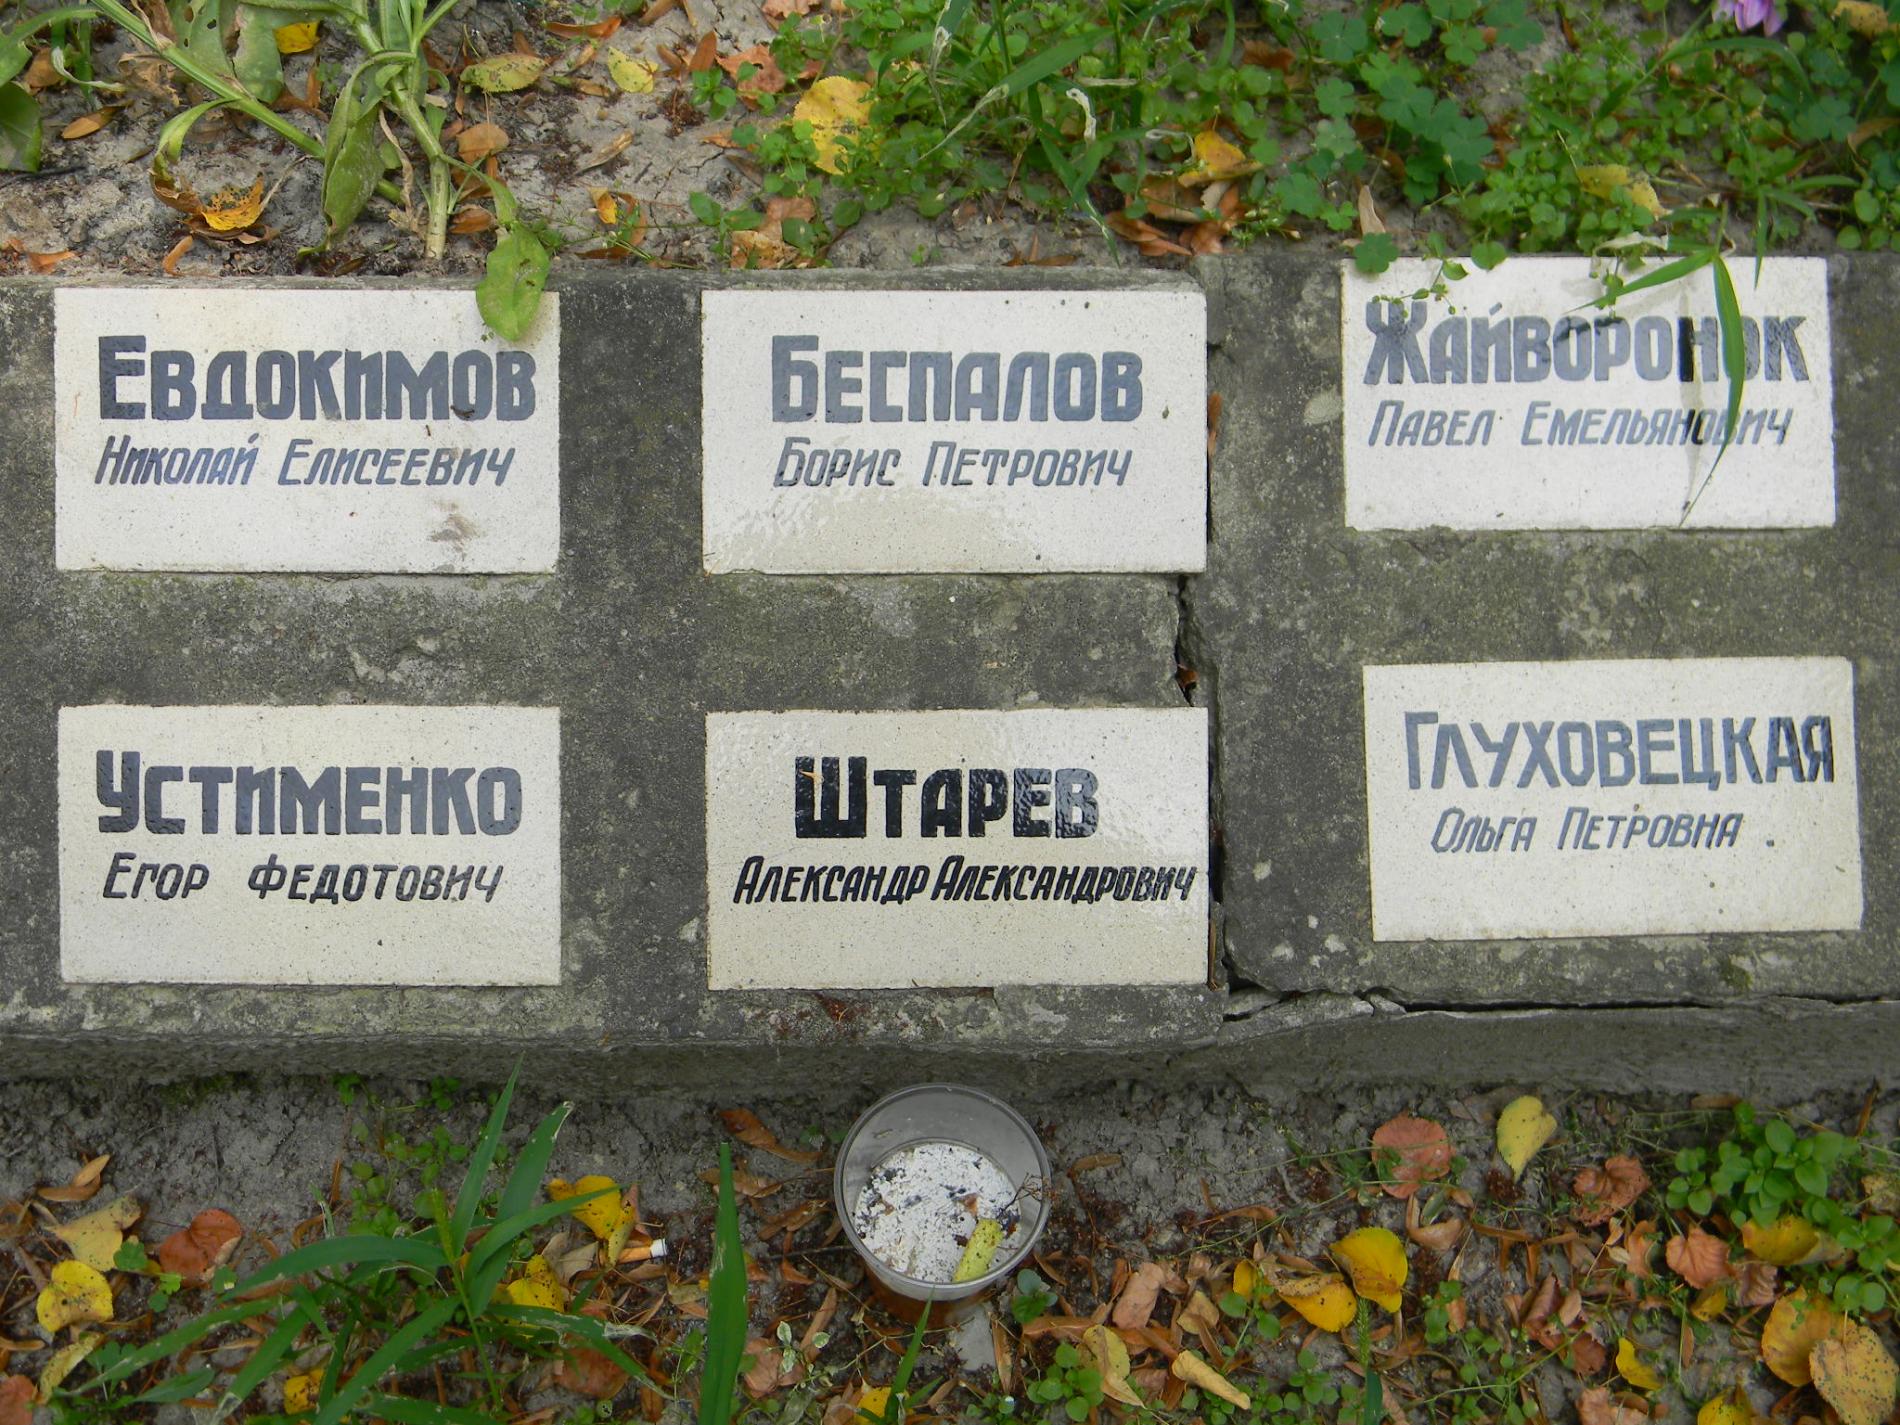 Евдокимов
Николай Елисеевич
Беспалов
Борис Петрович
Жайворонок
Павел Емельянович
Устименко
Егор Федотович
Штарев
Александр Александрович
Глуховецкая
Ольга Петровна.